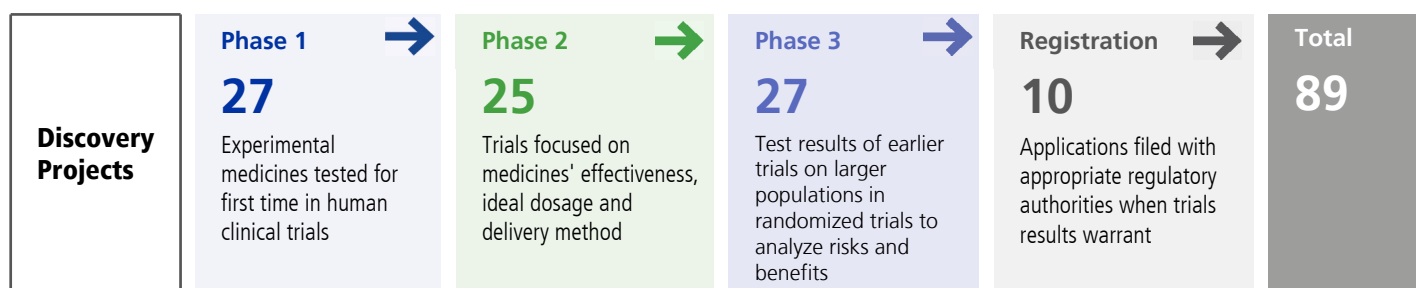 Discovery
Projects
Phase 1
27
Experimental
medicines tested for
first time in human
clinical trials
Phase 2
25
Trials focused on
medicines' effectiveness,
ideal dosage and
delivery method
Phase 3
27
Test results of earlier
trials on larger
populations in
randomized trials to
analyze risks and
benefits
Registration
10
Applications filed with
appropriate regulatory
authorities when trials
results warrant
Total
89